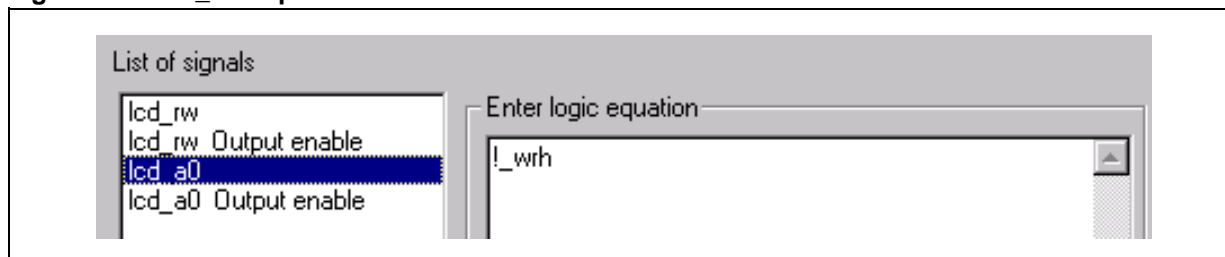 List of signals
lcd_rw
lcd_rw Output enable
lcd_a0
lcd_a0 Output enable
Enter logic equation
!_wrh